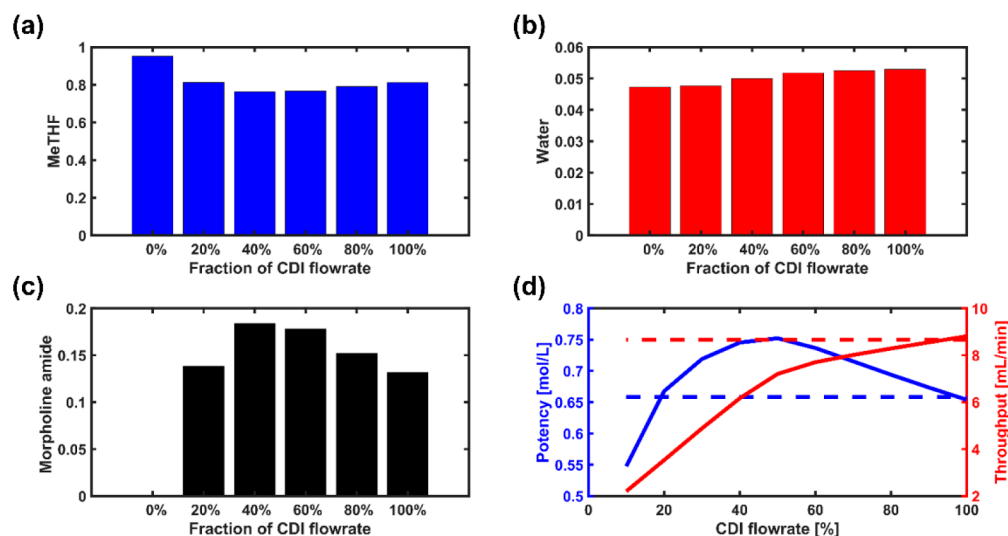 (a)
1
0.8
0.6
0.4
0.2
0
MeTHF
0% 20% 40% 60% 80% 100%
Fraction of CDI flowrate
(b)
0.06
0.05
0.04
0.03
0.02
0.01
0
Water
0% 20% 40% 60% 80% 100%
Fraction of CDI flowrate
(c)
0.2
0.15
0.1
0.05
0
Morpholine amide
0% 20% 40% 60% 80% 100%
Fraction of CDI flowrate
(d)
0.8
0.75
0.7
0.65
0.6
0.55
0.5
Potency [mol/L]
10
8
6
4
2
Throughput [mL/min]
0 20 40 60 80 100
CDI flowrate [%]